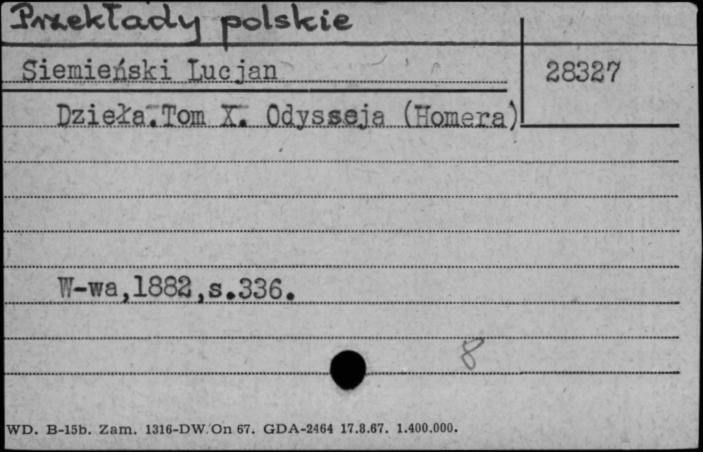 Przekłady polskie
Siemieński Lucjan
28327
Dzieła.Tom X. Odysseja (Homera)
W-wa,1882,s.336.
8
WD. B-15b. Zam. 1316-DW. On 67. GDA-2464 17.8.67. 1.400.000.